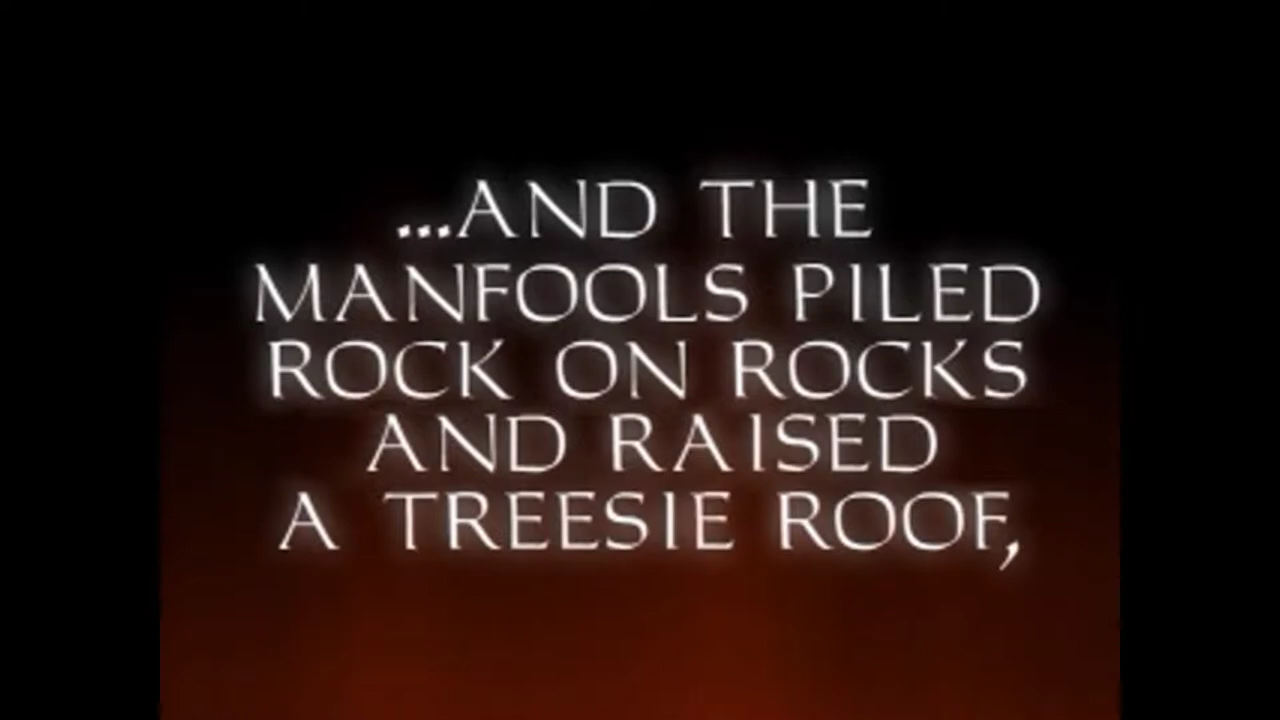 ...AND THE
MANFOOLS PILED
ROCK ON ROCKS
AND RAISED
A TREESIE ROOF,